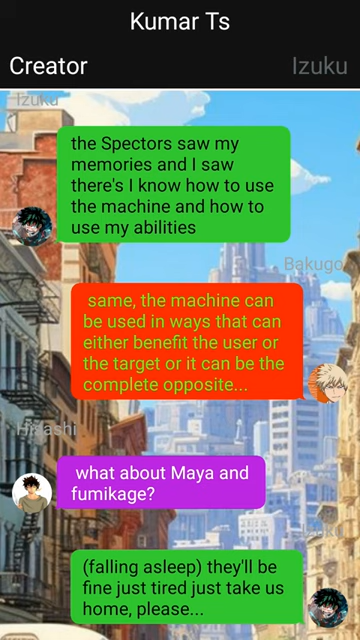 Kumar Ts
Creator
Izuku
Izuku
the Spectors saw my
memories and I saw
there's I know how to use
the machine and how to
use my abilities
Bakugo
same, the machine can
be used in ways that can
either benefit the user or
the target or it can be the
complete opposite...
Hisashi
what about Maya and
fumikage?
Izuku
(falling asleep) they'll be
fine just tired just take us
home, please...